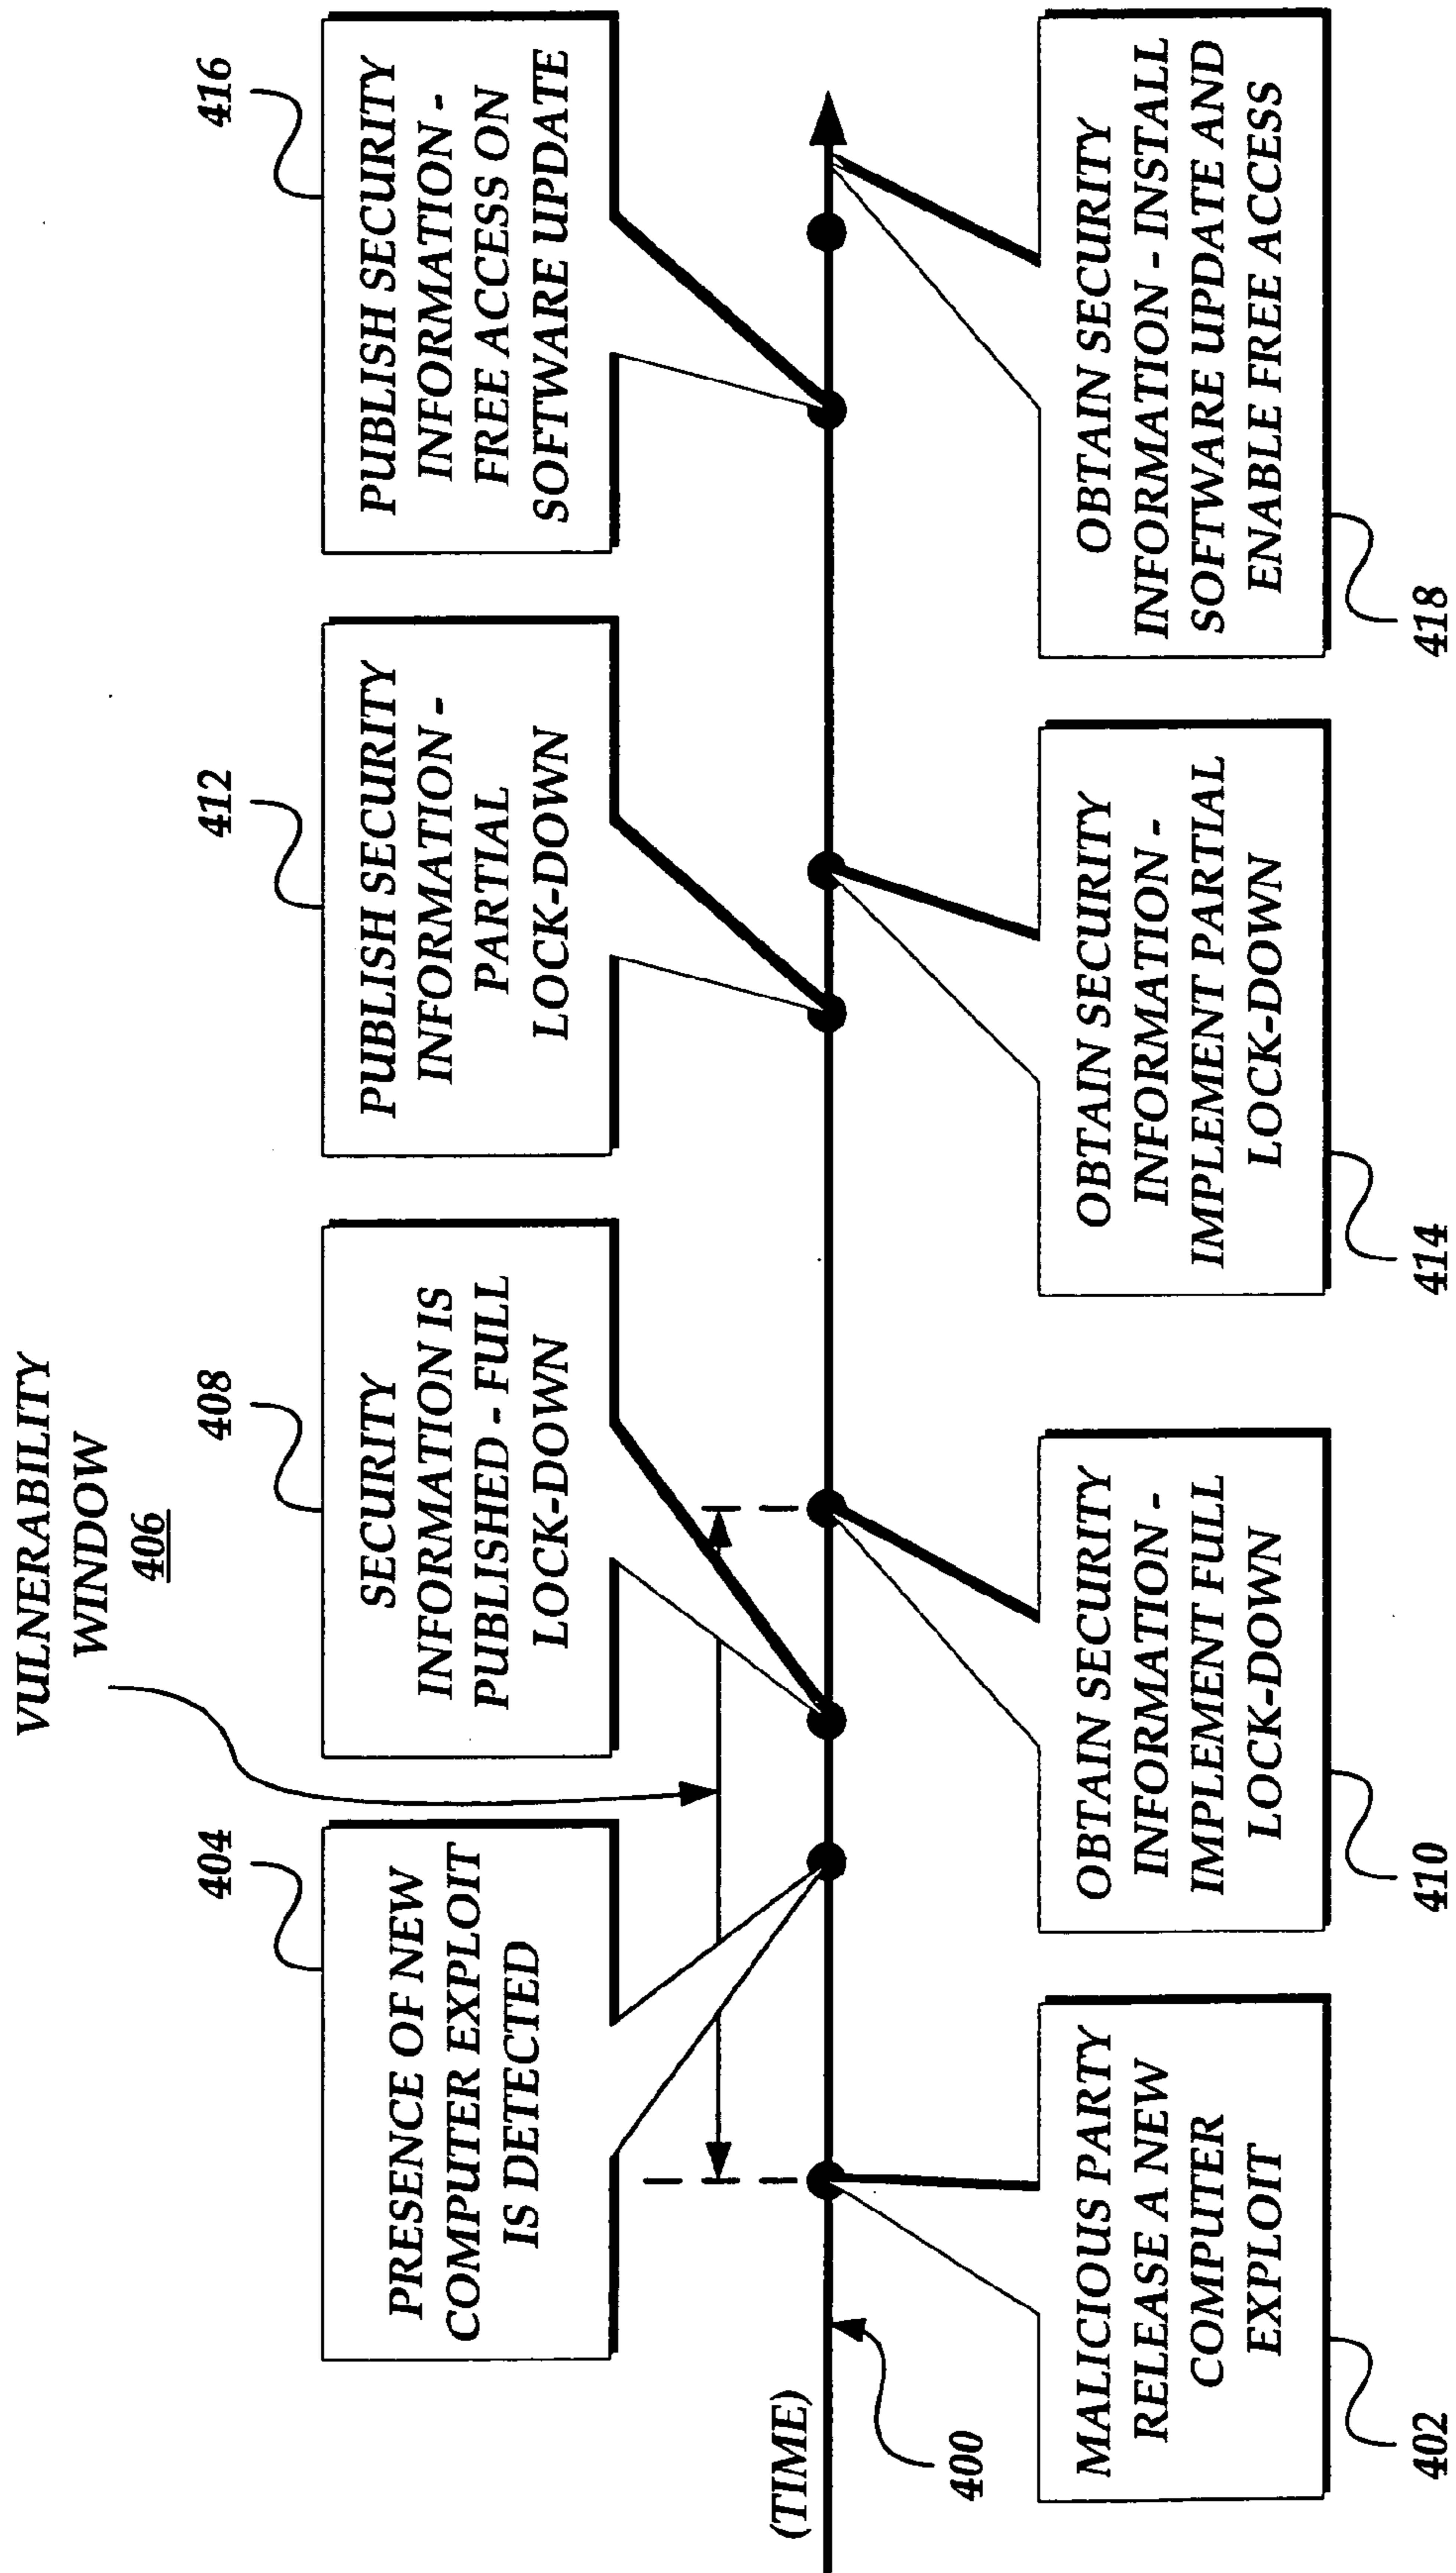 VULNERABILITY
WINDOW
406
404
408
412
416
PRESENCE OF NEW
COMPUTER EXPLOIT
IS DETECTED
SECURITY
INFORMATION IS
PUBLISHED - FULL
LOCK-DOWN
PUBLISH SECURITY
INFORMATION -
PARTIAL
LOCK-DOWN
PUBLISH SECURITY
INFORMATION -
FREE ACCESS ON
SOFTWARE UPDATE
(TIME)
400
MALICIOUS PARTY
RELEASE A NEW
COMPUTER
EXPLOIT
OBTAIN SECURITY
INFORMATION -
IMPLEMENT FULL
LOCK-DOWN
OBTAIN SECURITY
INFORMATION -
IMPLEMENT PARTIAL
LOCK-DOWN
OBTAIN SECURITY
INFORMATION - INSTALL
SOFTWARE UPDATE AND
ENABLE FREE ACCESS
402
410
414
418